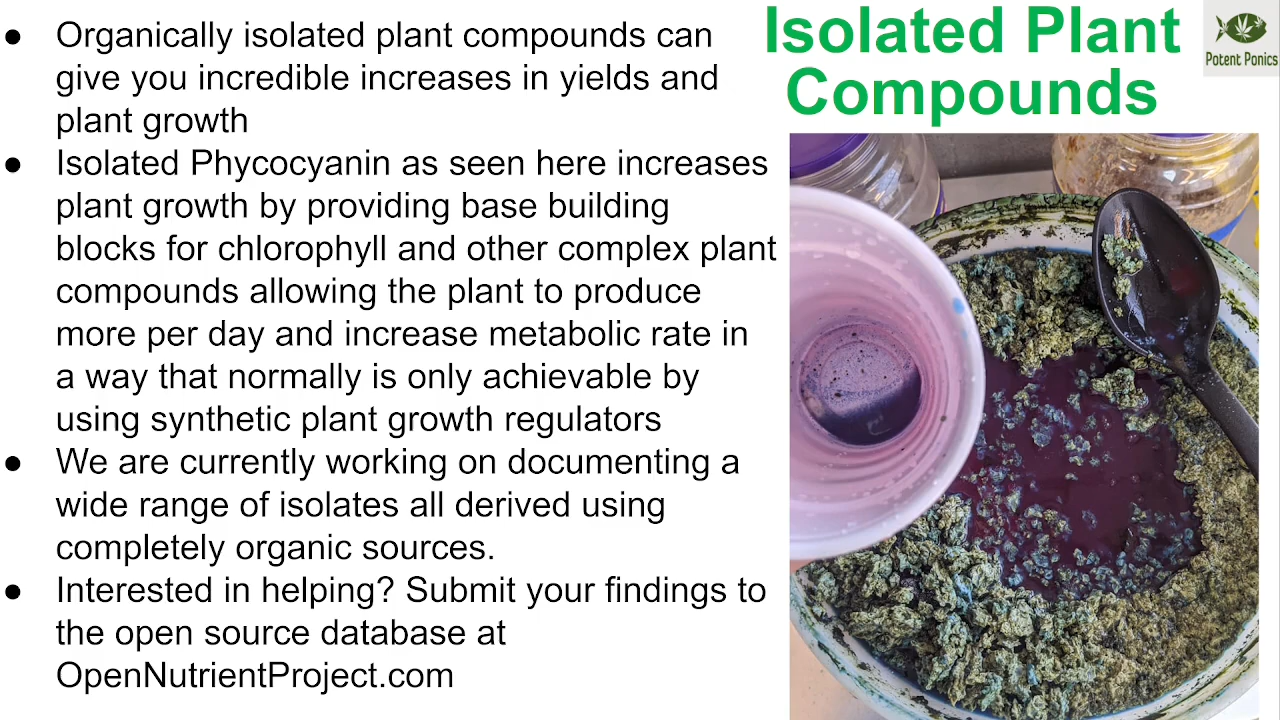 Isolated Plant
Compounds
Potent Ponics
● Organically isolated plant compounds can
give you incredible increases in yields and
plant growth
● Isolated Phycocyanin as seen here increases
plant growth by providing base building
blocks for chlorophyll and other complex plant
compounds allowing the plant to produce
more per day and increase metabolic rate in
a way that normally is only achievable by
using synthetic plant growth regulators
● We are currently working on documenting a
wide range of isolates all derived using
completely organic sources.
● Interested in helping? Submit your findings to
the open source database at
OpenNutrientProject.com